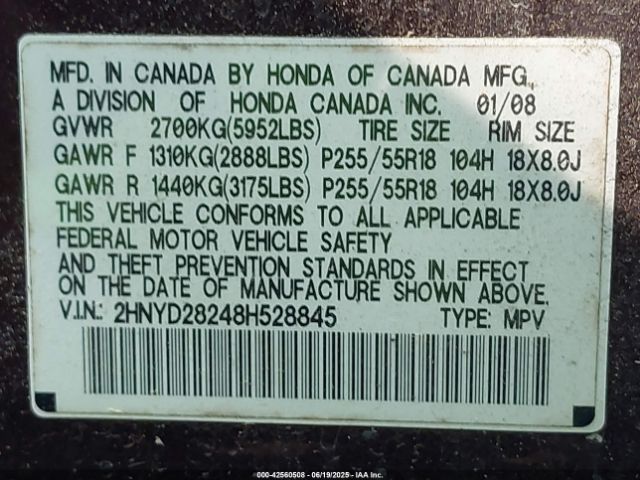 MFD. IN CANADA BY HONDA OF CANADA MFG.,
A DIVISION OF HONDA CANADA INC. 01/08
GVWR 2700KG(5952LBS) TIRE SIZE RIM SIZE
GAWR F 1310KG(2888LBS) P255/55R18 104H 18X8.0J
GAWR R 1440KG(3175LBS) P255/55R18 104H 18X8.0J
THIS VEHICLE CONFORMS TO ALL APPLICABLE
FEDERAL MOTOR VEHICLE SAFETY
AND THEFT PREVENTION STANDARDS IN EFFECT
ON THE DATE OF MANUFACTURE SHOWN ABOVE.
V.I.N.: 2HNYD28248H528845 TYPE: MPV
000-42560508 - 06/19/2025 - IAA Inc.